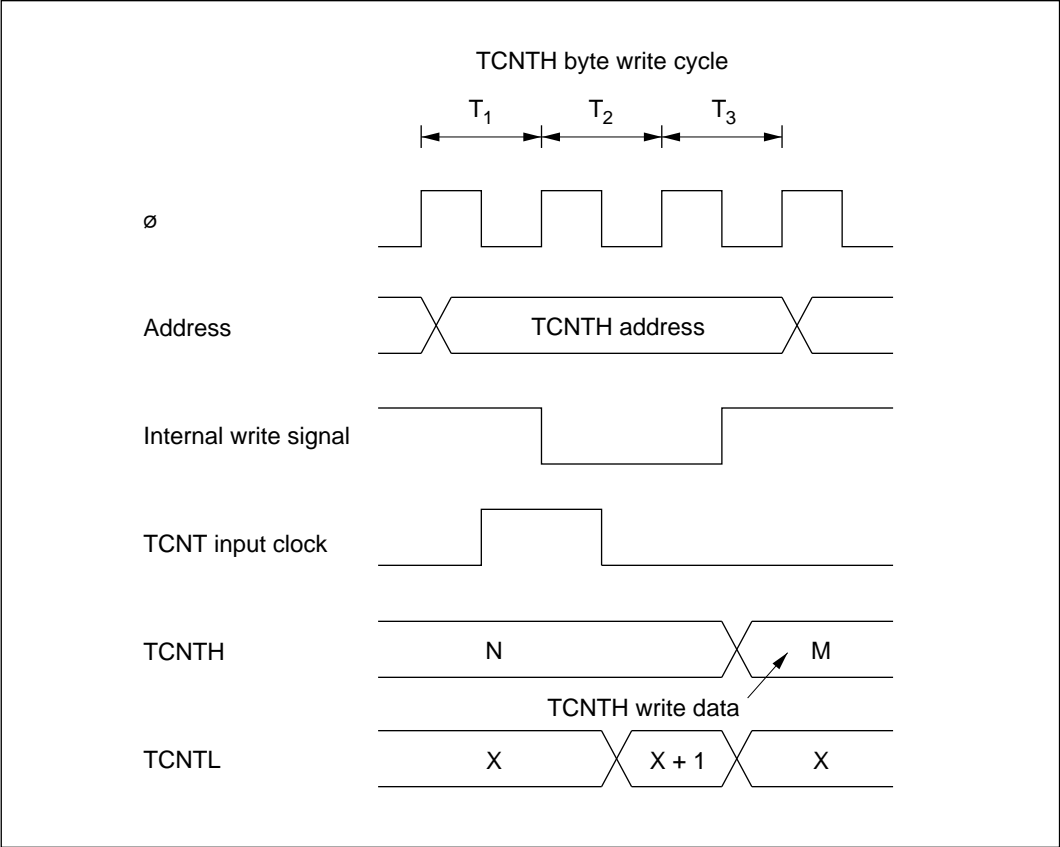 TCNTH byte write cycle
T1 T2 T3
ø
Address TCNTH address
Internal write signal
TCNT input clock
TCNTH N M
TCNTH write data
TCNTL X X + 1 X